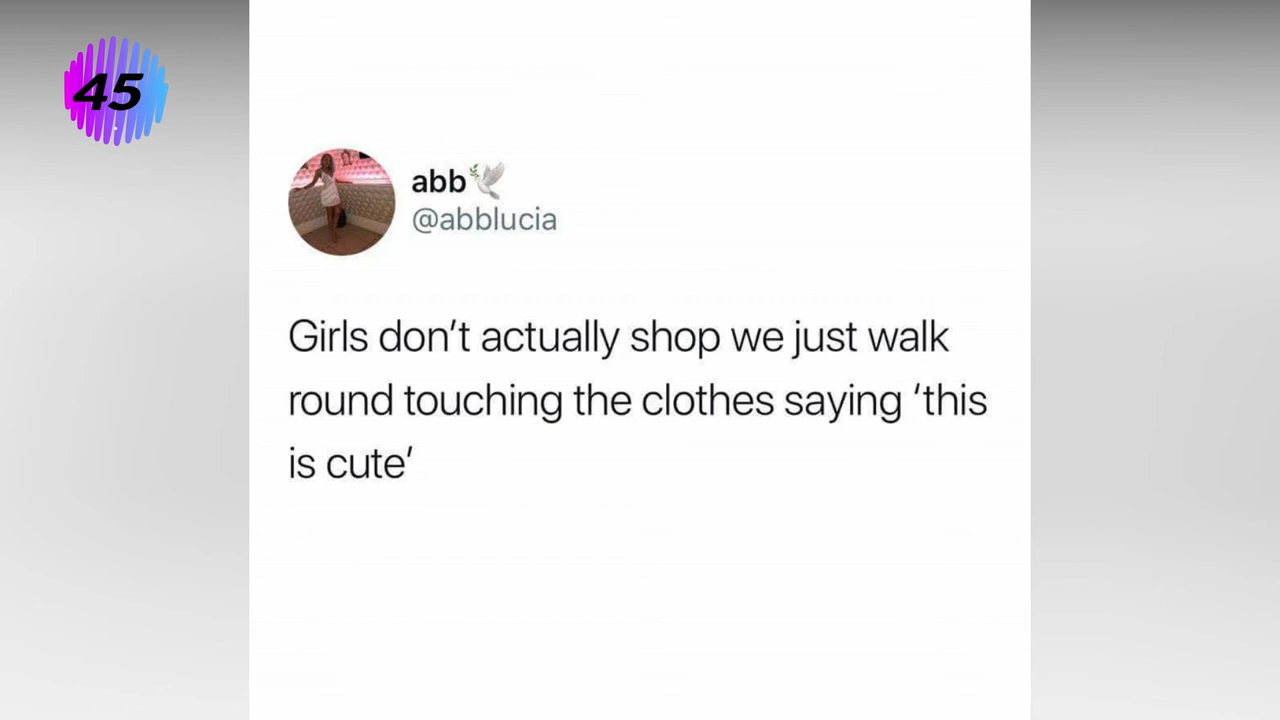 45
abb🕊️
@abblucia
Girls don’t actually shop we just walk
round touching the clothes saying ‘this
is cute’